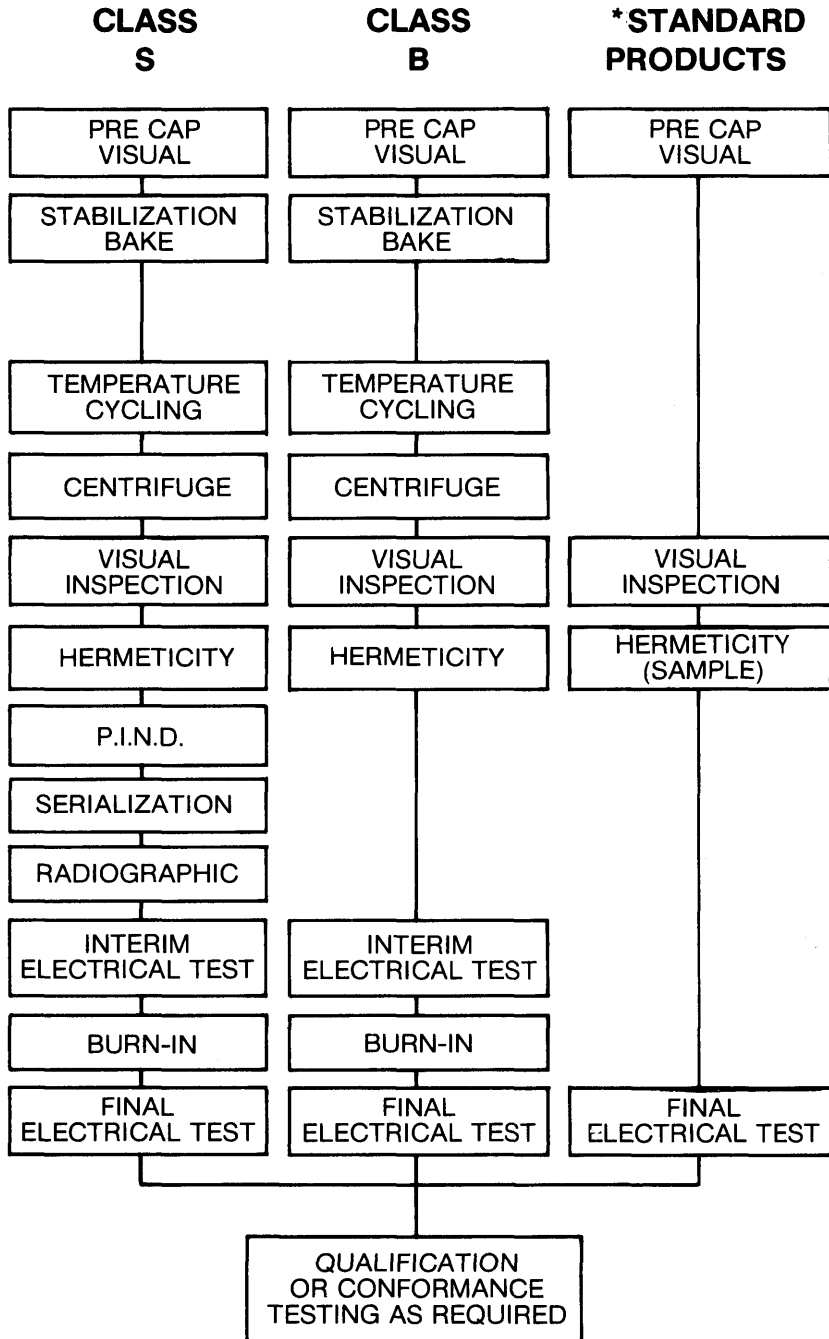 CLASS
S
CLASS
B
*STANDARD
PRODUCTS
PRE CAP
VISUAL
STABILIZATION
BAKE
TEMPERATURE
CYCLING
CENTRIFUGE
VISUAL
INSPECTION
HERMETICITY
P.I.N.D.
SERIALIZATION
RADIOGRAPHIC
INTERIM
ELECTRICAL TEST
BURN-IN
FINAL
ELECTRICAL TEST
PRE CAP
VISUAL
STABILIZATION
BAKE
TEMPERATURE
CYCLING
CENTRIFUGE
VISUAL
INSPECTION
HERMETICITY
INTERIM
ELECTRICAL TEST
BURN-IN
FINAL
ELECTRICAL TEST
PRE CAP
VISUAL
VISUAL
INSPECTION
HERMETICITY
(SAMPLE)
FINAL
ELECTRICAL TEST
QUALIFICATION
OR CONFORMANCE
TESTING AS REQUIRED